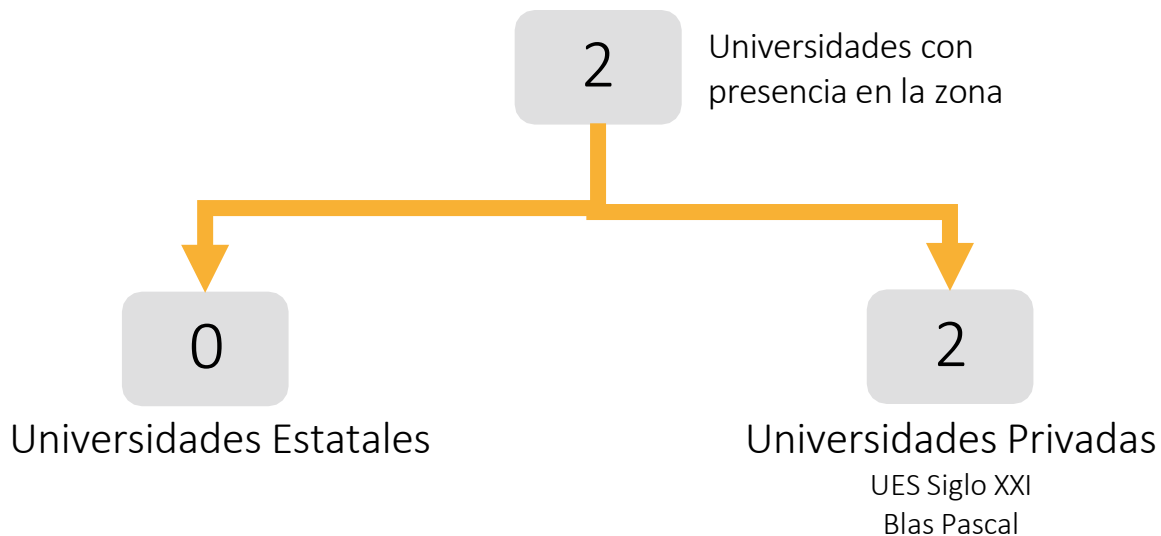 2
Universidades con
presencia en la zona
0
Universidades Estatales
2
Universidades Privadas
UES Siglo XXI
Blas Pascal